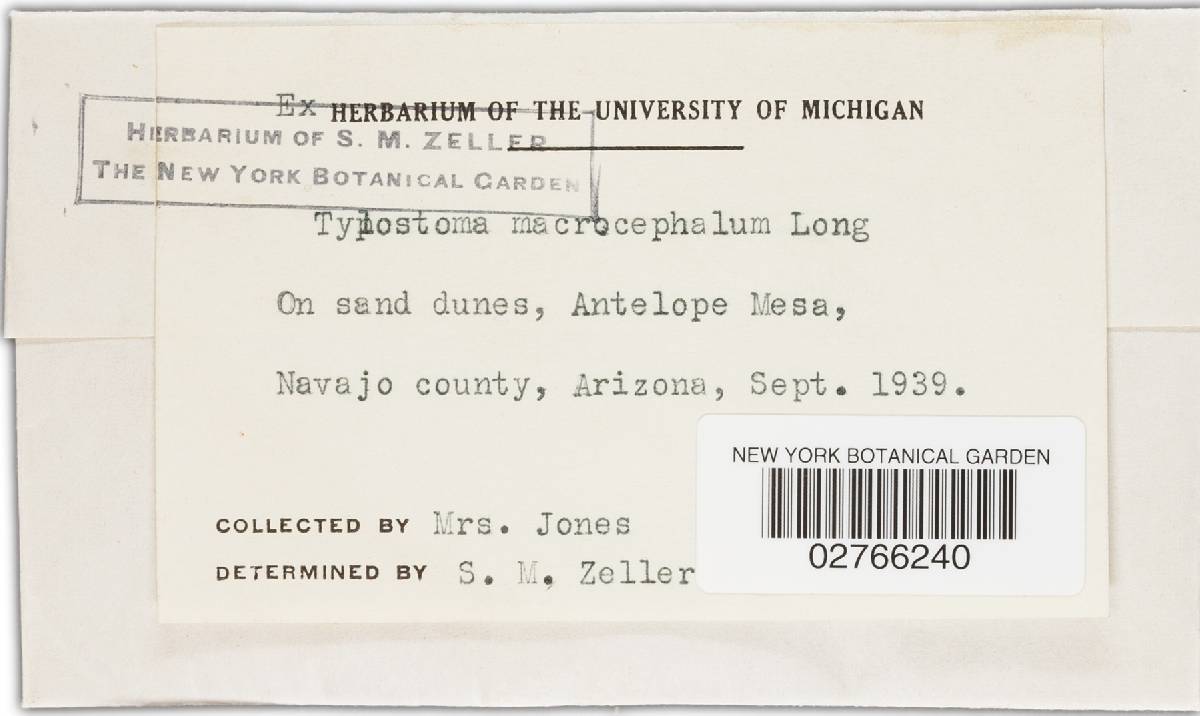 Ex HERBARIUM OF THE UNIVERSITY OF MICHIGAN
HERBARIUM OF S. M. ZELLER
THE NEW YORK BOTANICAL GARDEN
Tylostoma macrocephalum Long
On sand dunes, Antelope Mesa,
Navajo county, Arizona, Sept. 1939.
NEW YORK BOTANICAL GARDEN
02766240
COLLECTED BY Mrs. Jones
DETERMINED BY S. M. Zeller